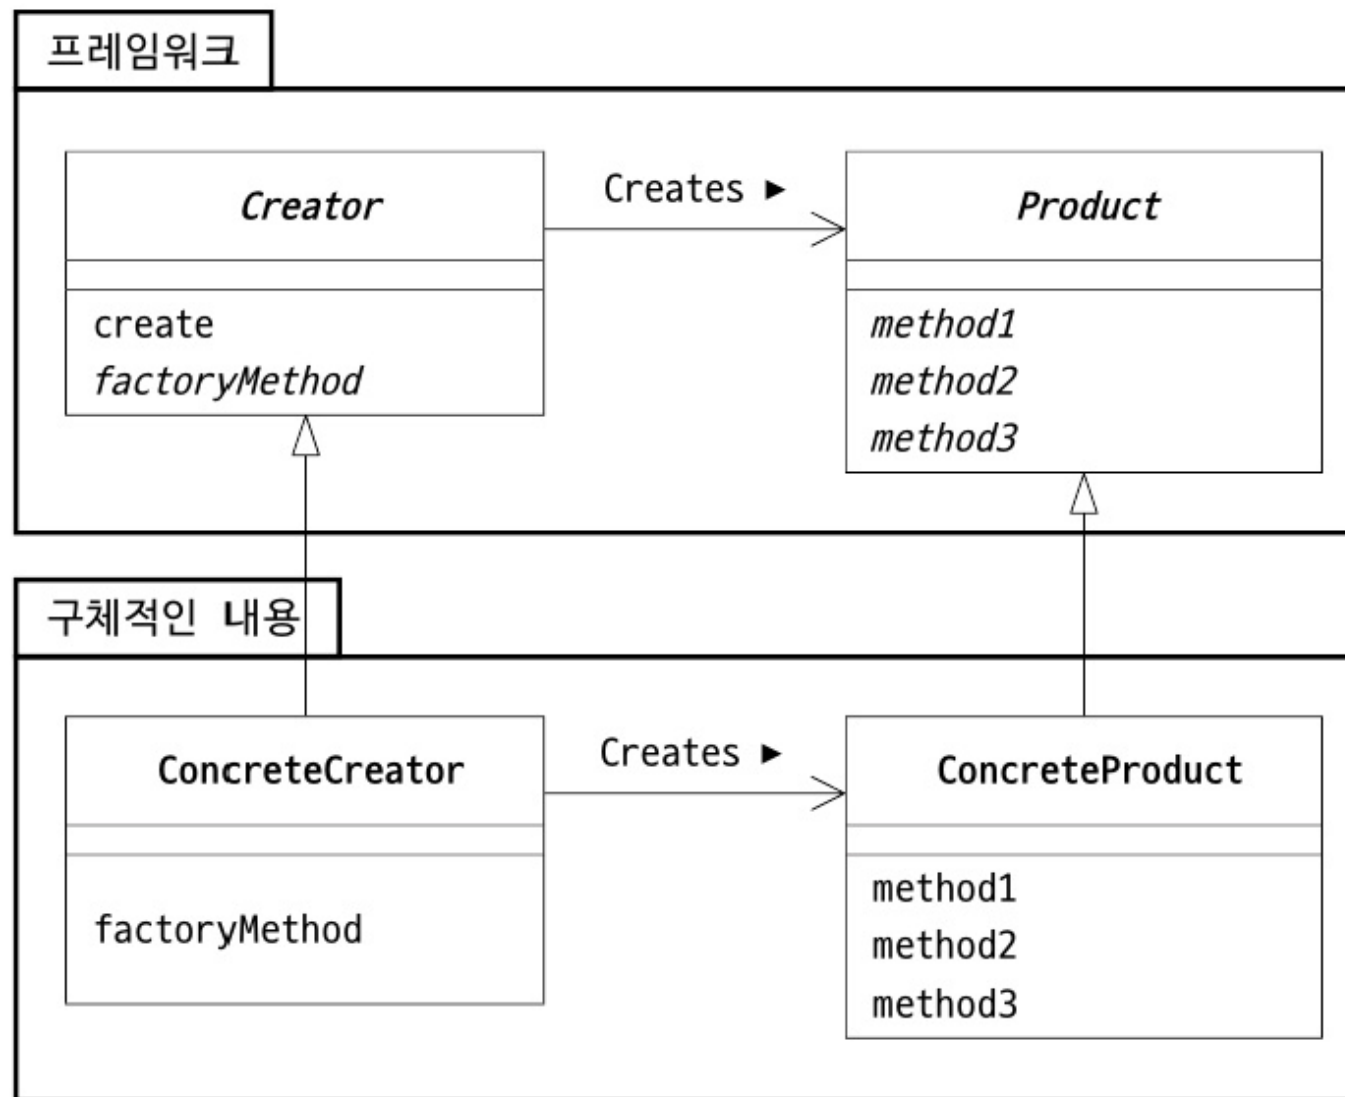 프레임워크
Creator
Creates ►
Product
create
factoryMethod
method1
method2
method3
구체적인 내용
ConcreteCreator
Creates ►
ConcreteProduct
factoryMethod
method1
method2
method3